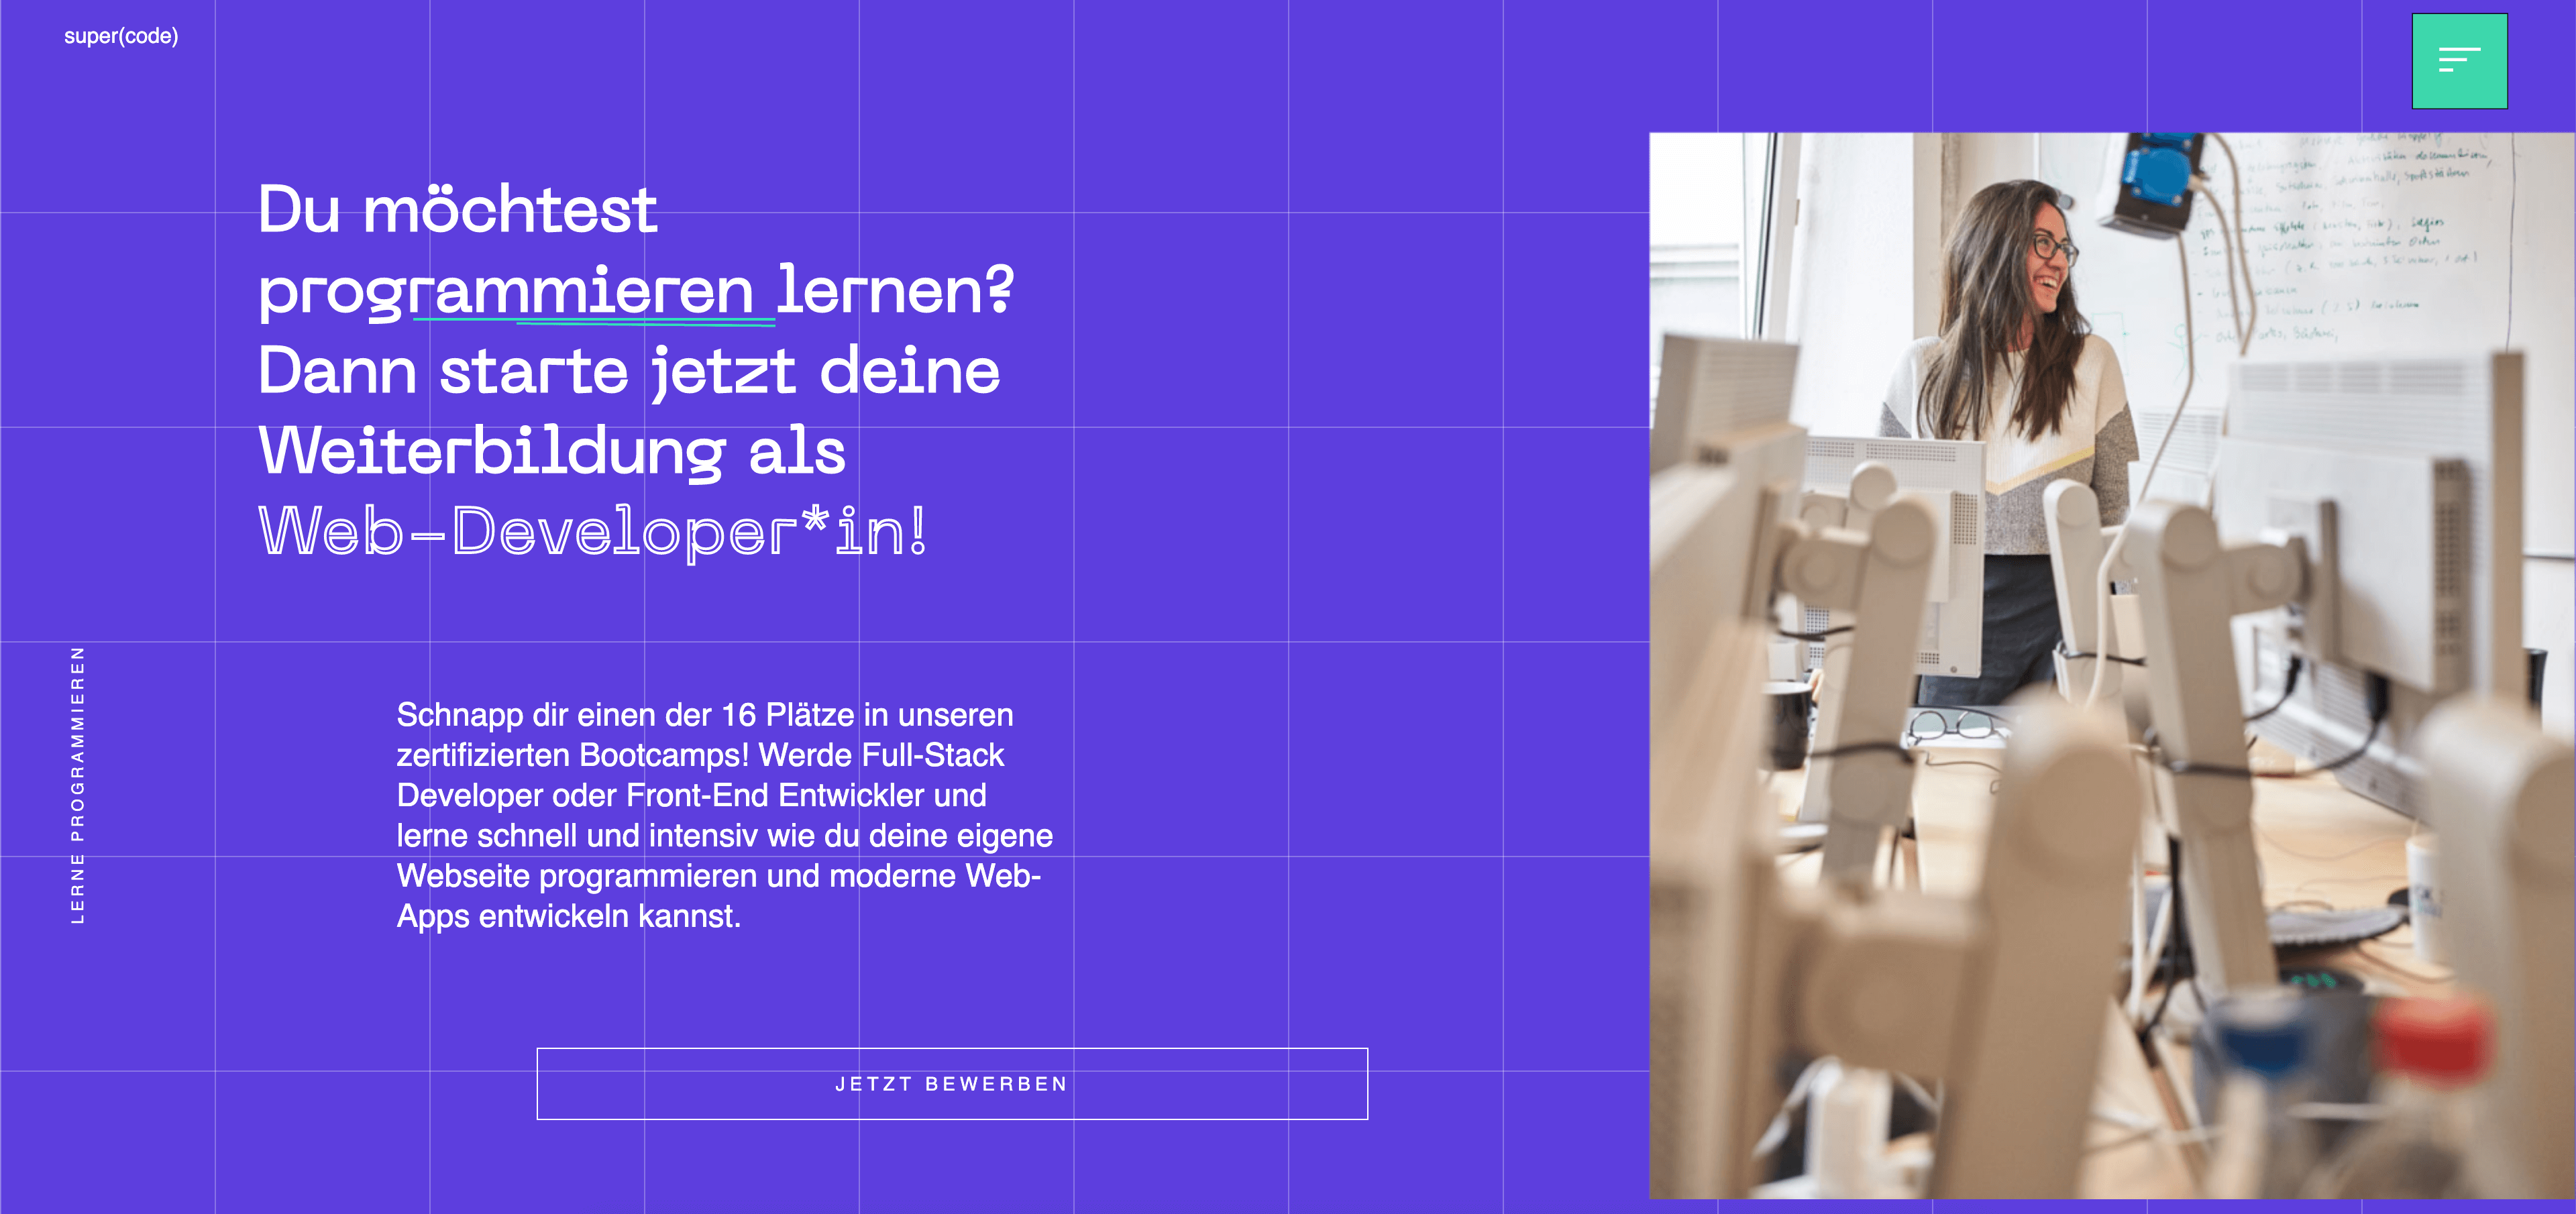 super(code)
Du möchtest
programmieren lernen?
Dann starte jetzt deine
Weiterbildung als
Web-Developer*in!
LERNE PROGRAMMIEREN
Schnapp dir einen der 16 Plätze in unseren
zertifizierten Bootcamps! Werde Full-Stack
Developer oder Front-End Entwickler und
lerne schnell und intensiv wie du deine eigene
Webseite programmieren und moderne Web-
Apps entwickeln kannst.
JETZT BEWERBEN